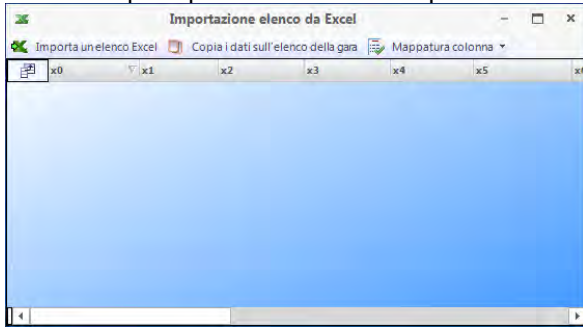 Importazione elenco da Excel
Importa un elenco Excel Copia i dati sull'elenco della gara Mappatura colonna
x0 x1 x2 x3 x4 x5